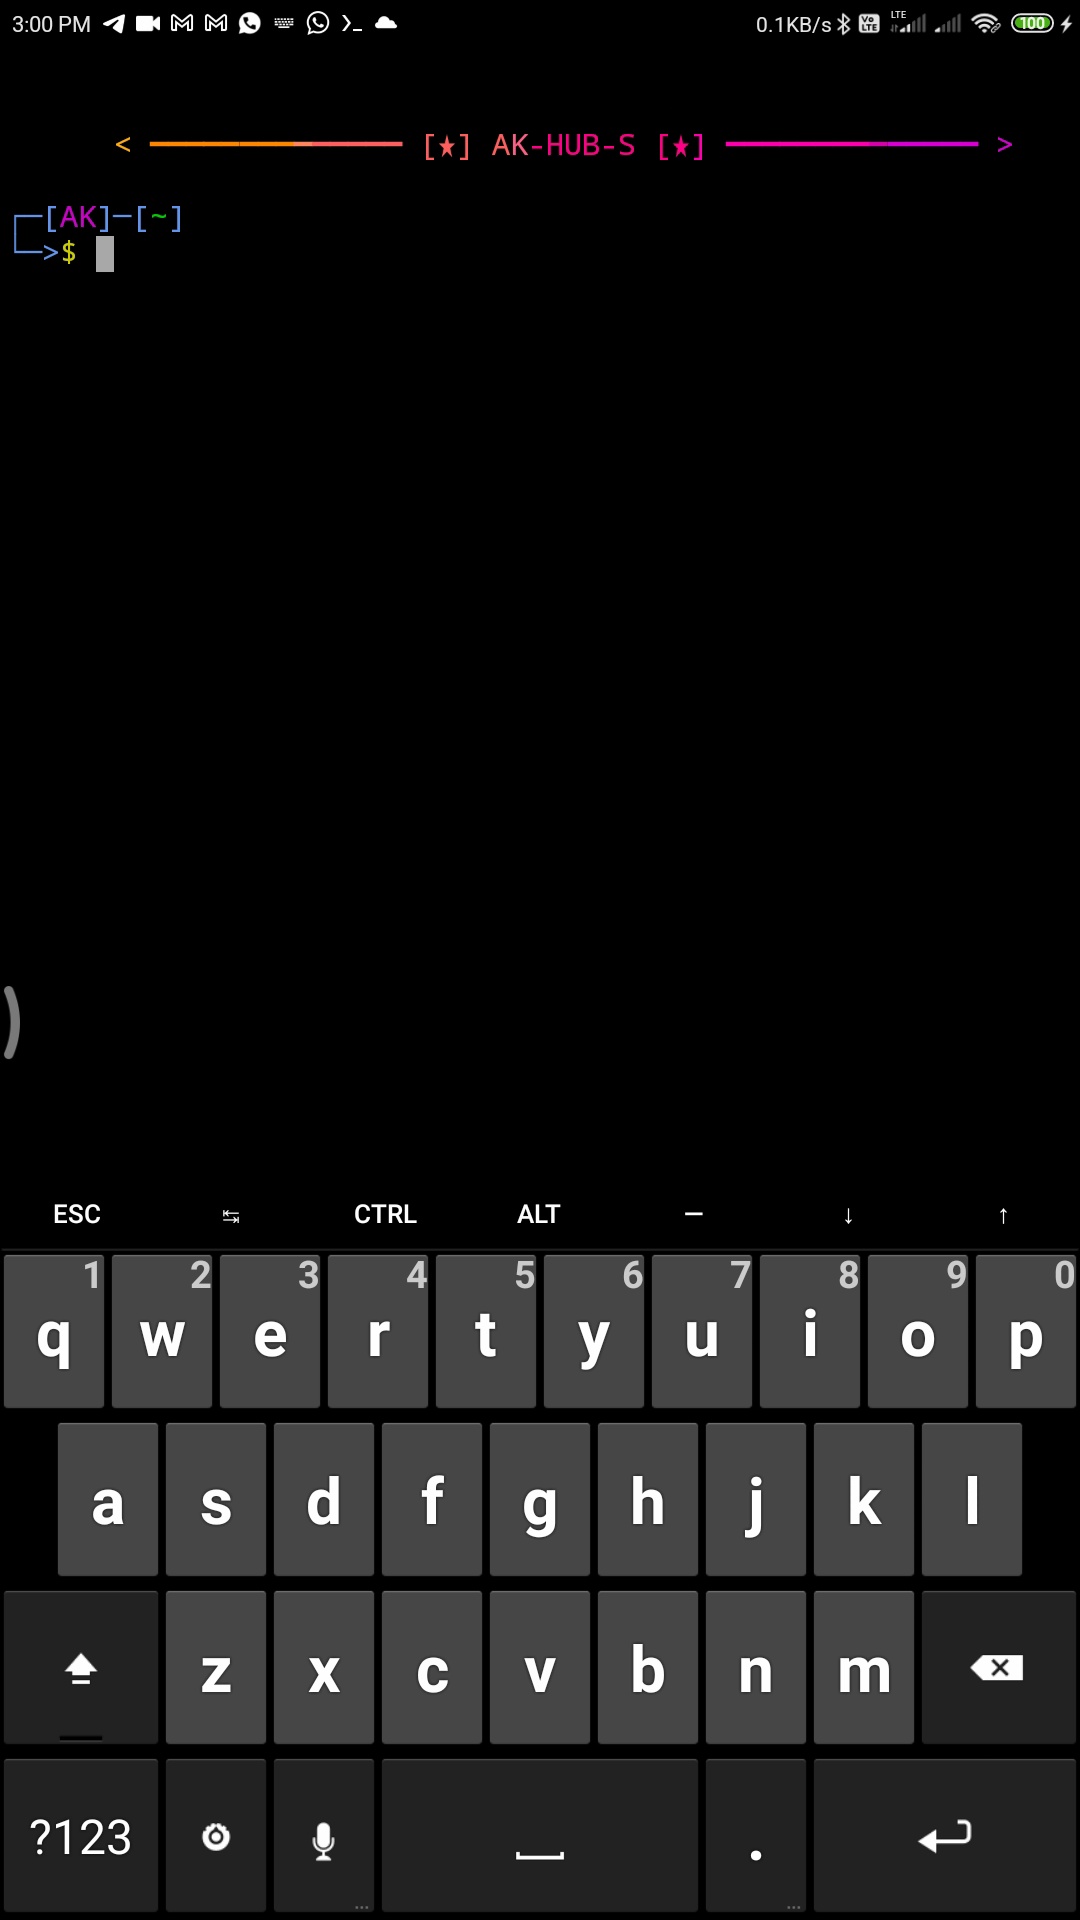 3:00 PM 0.1KB/s VoLTE LTE 100
< ━━━━━━━━━━━━━━ [★] AK-HUB-S [★] ━━━━━━━━━━━━━━ >
┌─[AK]─[~]
└─>$
ESC ↹ CTRL ALT — ↓ ↑
1 2 3 4 5 6 7 8 9 0
q w e r t y u i o p
a s d f g h j k l
z x c v b n m
?123 .